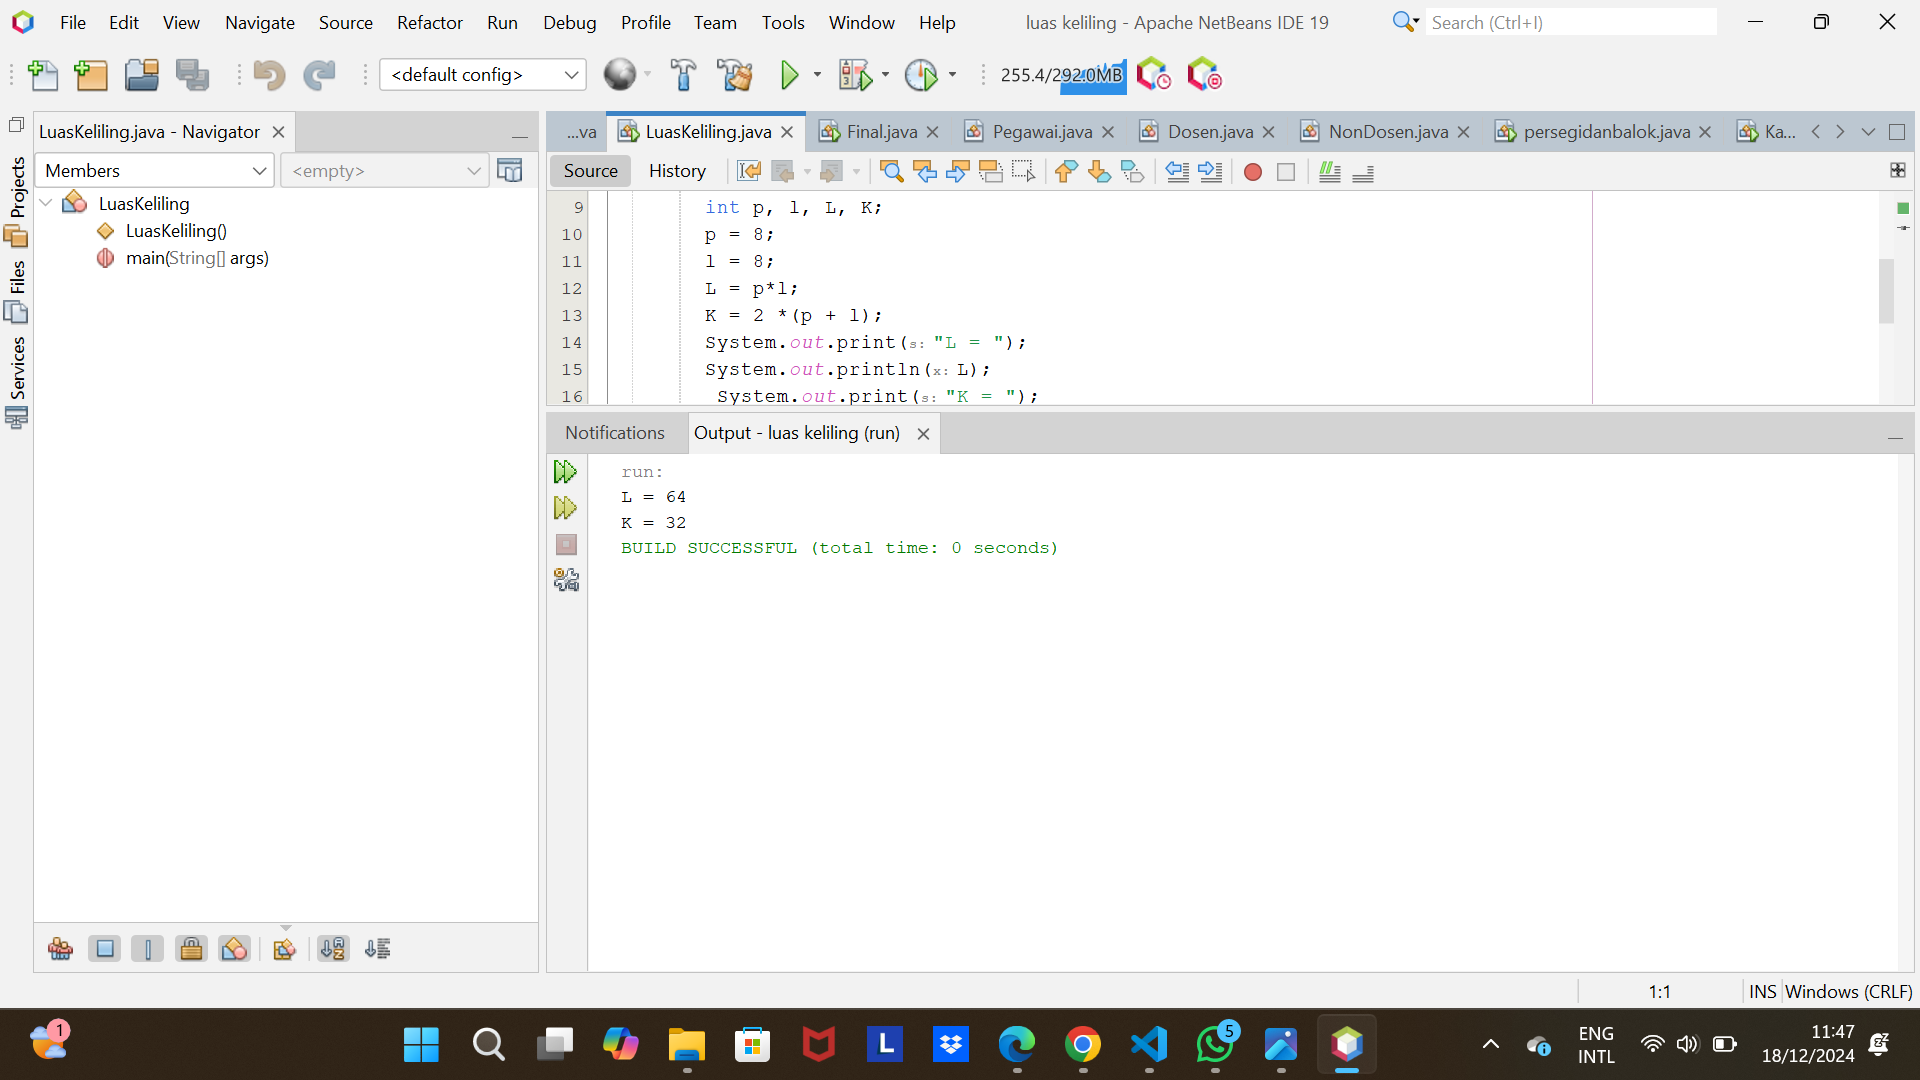 File Edit View Navigate Source Refactor Run Debug Profile Team Tools Window Help luas keliling - Apache NetBeans IDE 19 Search (Ctrl+I)
<default config> 255.4/292.0MB
LuasKeliling.java - Navigator
...va LuasKeliling.java Final.java Pegawai.java Dosen.java NonDosen.java persegidanbalok.java Ka...
Members <empty>
Source History
Projects
Files
Services
LuasKeliling
LuasKeliling()
main(String[] args)
9 int p, l, L, K;
10 p = 8;
11 l = 8;
12 L = p*l;
13 K = 2 *(p + l);
14 System.out.print(s: "L = ");
15 System.out.println(x: L);
16 System.out.print(s: "K = ");
Notifications Output - luas keliling (run)
run:
L = 64
K = 32
BUILD SUCCESSFUL (total time: 0 seconds)
1:1 INS Windows (CRLF)
1
L
5
ENG
INTL
11:47
18/12/2024